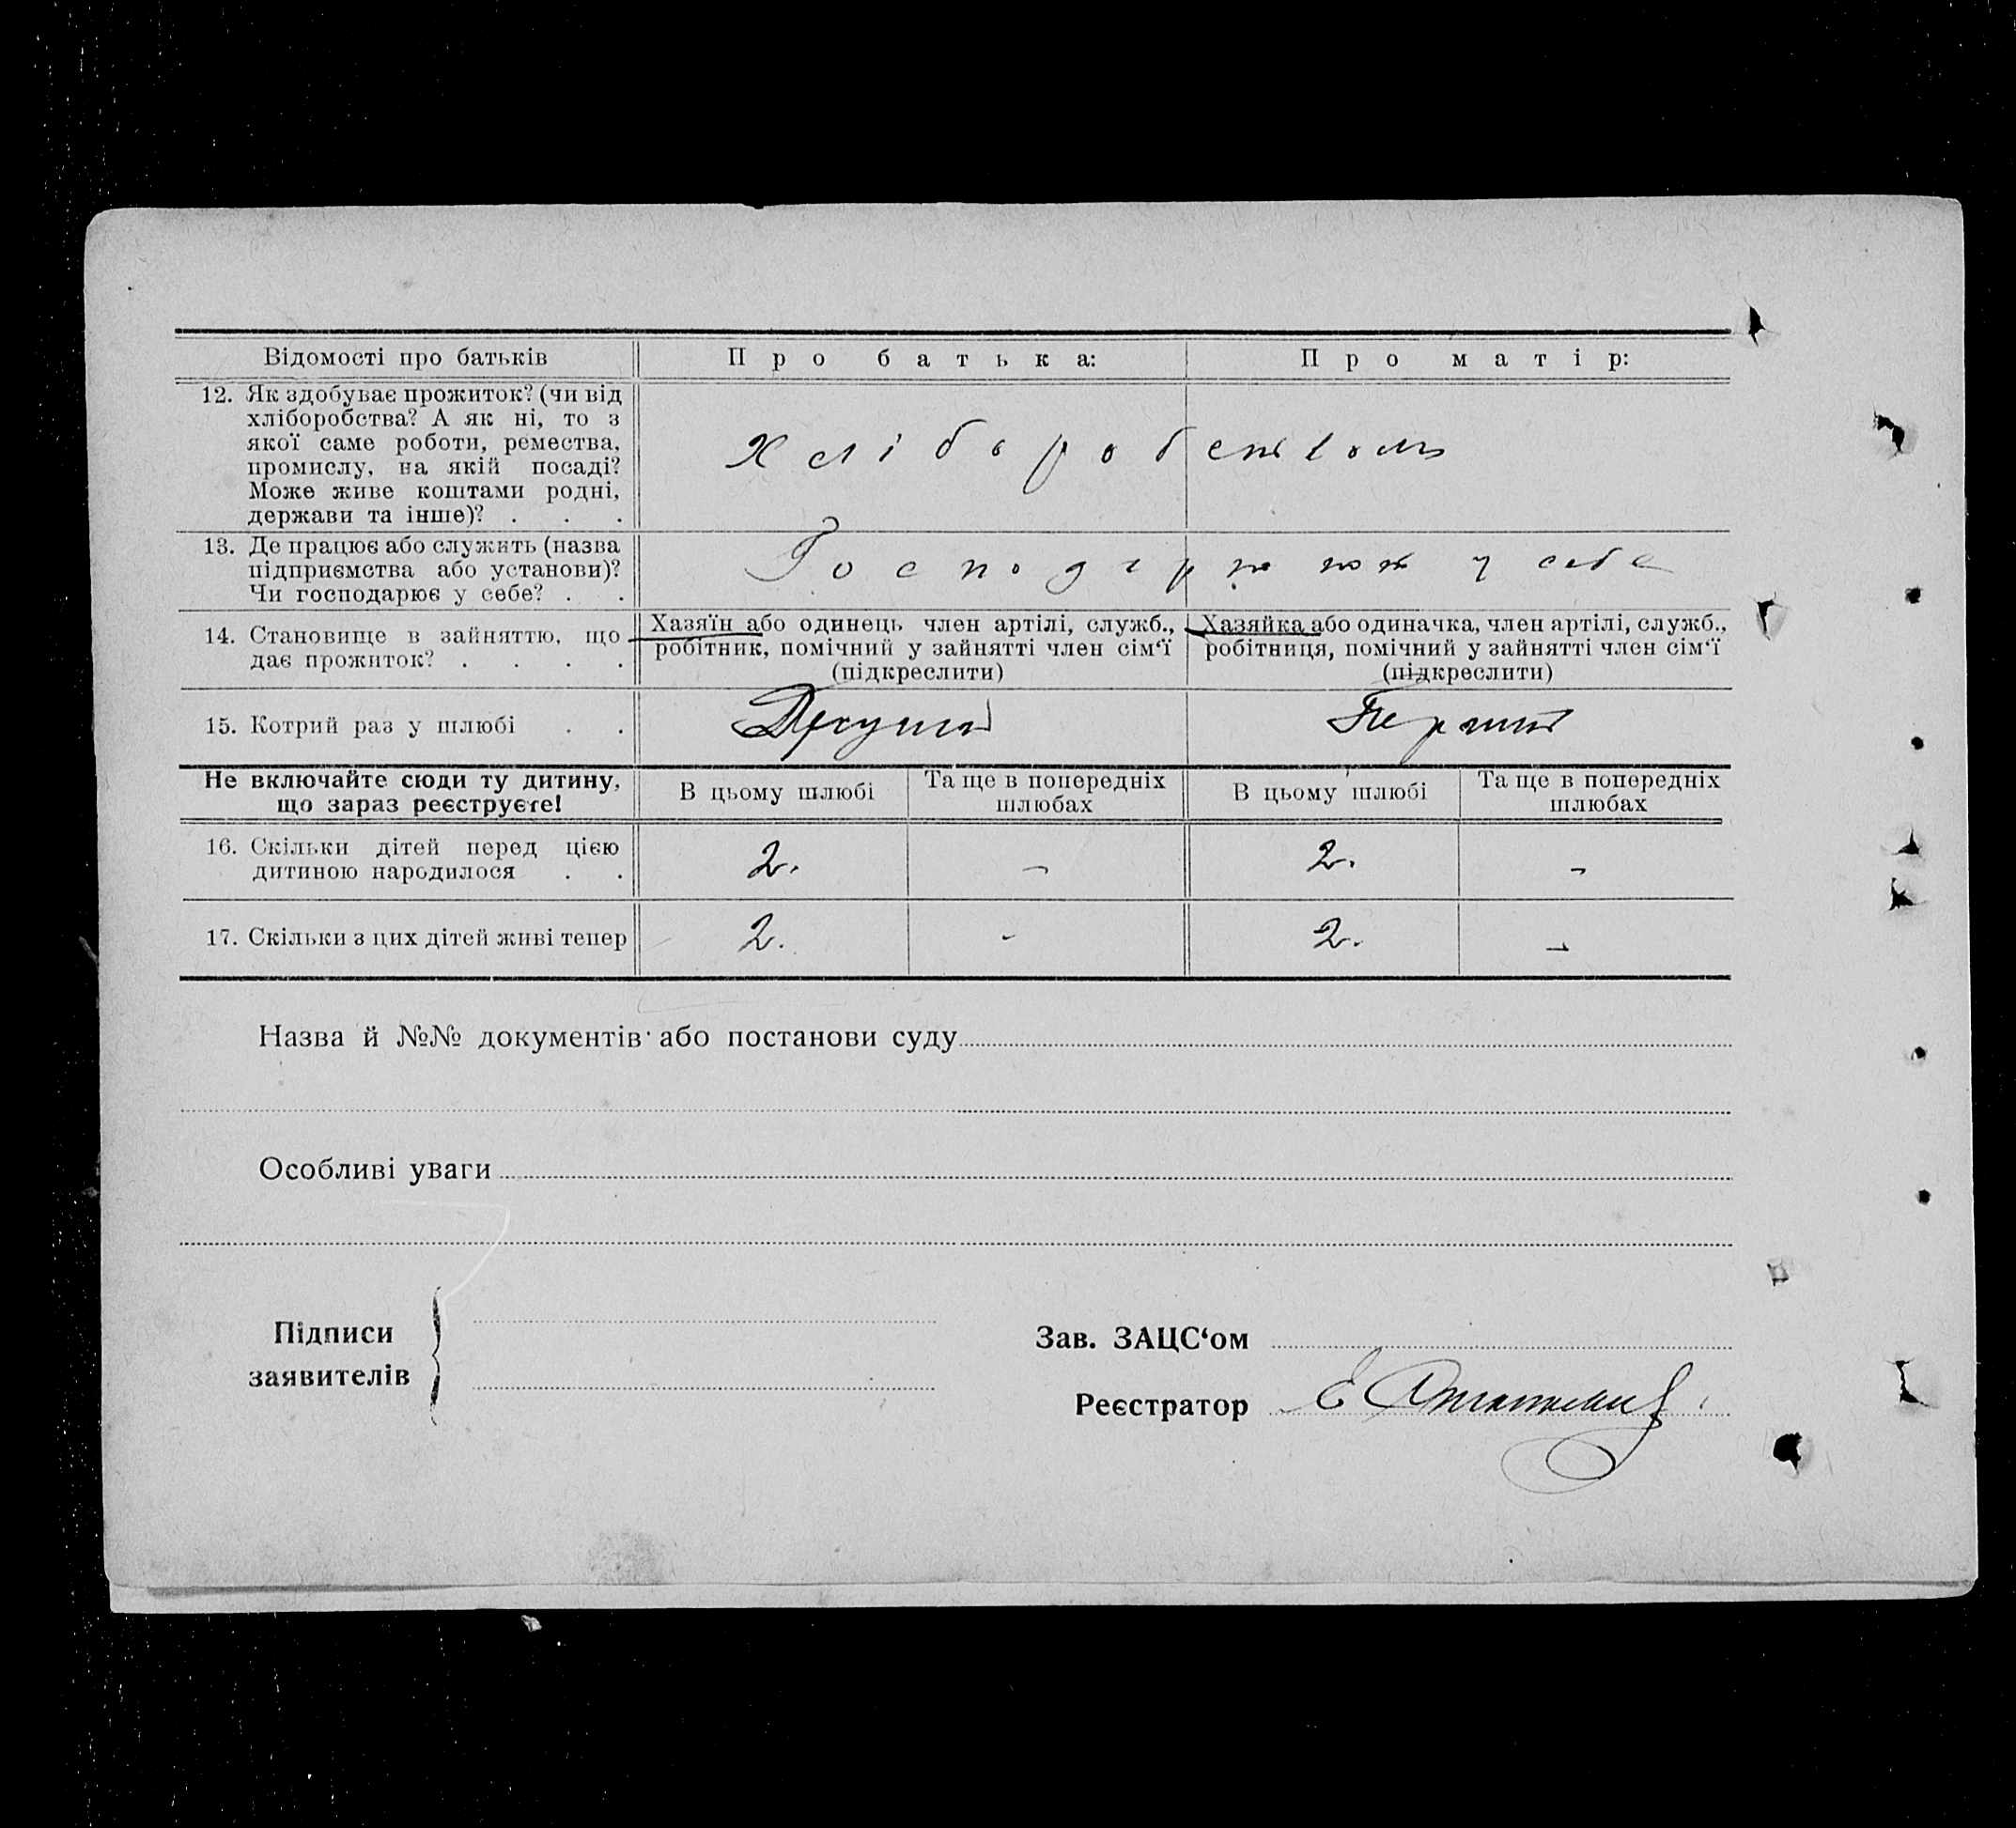 Відомості про батьків
Про батька:
Про матір:
12. Як здобуває прожиток? (чи від
хліборобства? А як ні, то з
якої саме роботи, ремества,
промислу, на якій посаді?
Може живе коштами родні,
держави та інше)? . . .
Хліборобством
13. Де працює або служить (назва
підприємства або установи)?
Чи господарює у себе? . .
у себе
14. Становище в зайняттю, що
дає прожиток? . . . .
Хазяїн або одинець член артілі, служб.,
робітник, помічний у зайнятті член сім‘ї
(підкреслити)
Хазяйка або одиначка, член артілі, служб.,
робітниця, помічний у зайнятті член сім‘ї
(підкреслити)
15. Котрий раз у шлюбі . .
Не включайте сюди ту дитину,
що зараз реєструєте!
В цьому шлюбі
Та ще в попередніх
шлюбах
В цьому шлюбі
Та ще в попередніх
шлюбах
16. Скільки дітей перед цією
дитиною народилося . .
2. - 2. -
17. Скільки з цих дітей живі тепер
2. - 2. -
Назва й №№ документів або постанови суду
Особливі уваги
Підписи
заявителів
Зав. ЗАЦС‘ом
Реєстратор